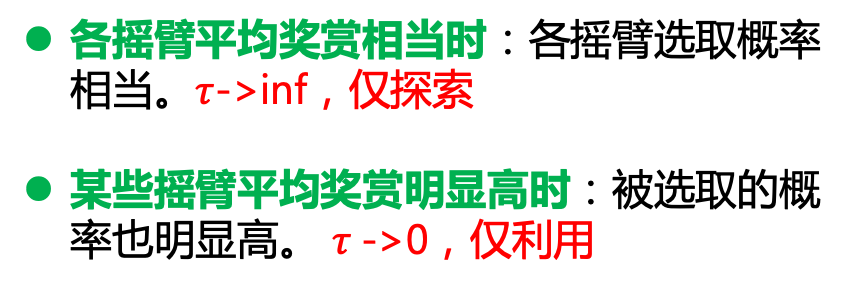 ● 各摇臂平均奖赏相当时：各摇臂选取概率
相当。τ->inf，仅探索
● 某些摇臂平均奖赏明显高时：被选取的概
率也明显高。 τ ->0，仅利用